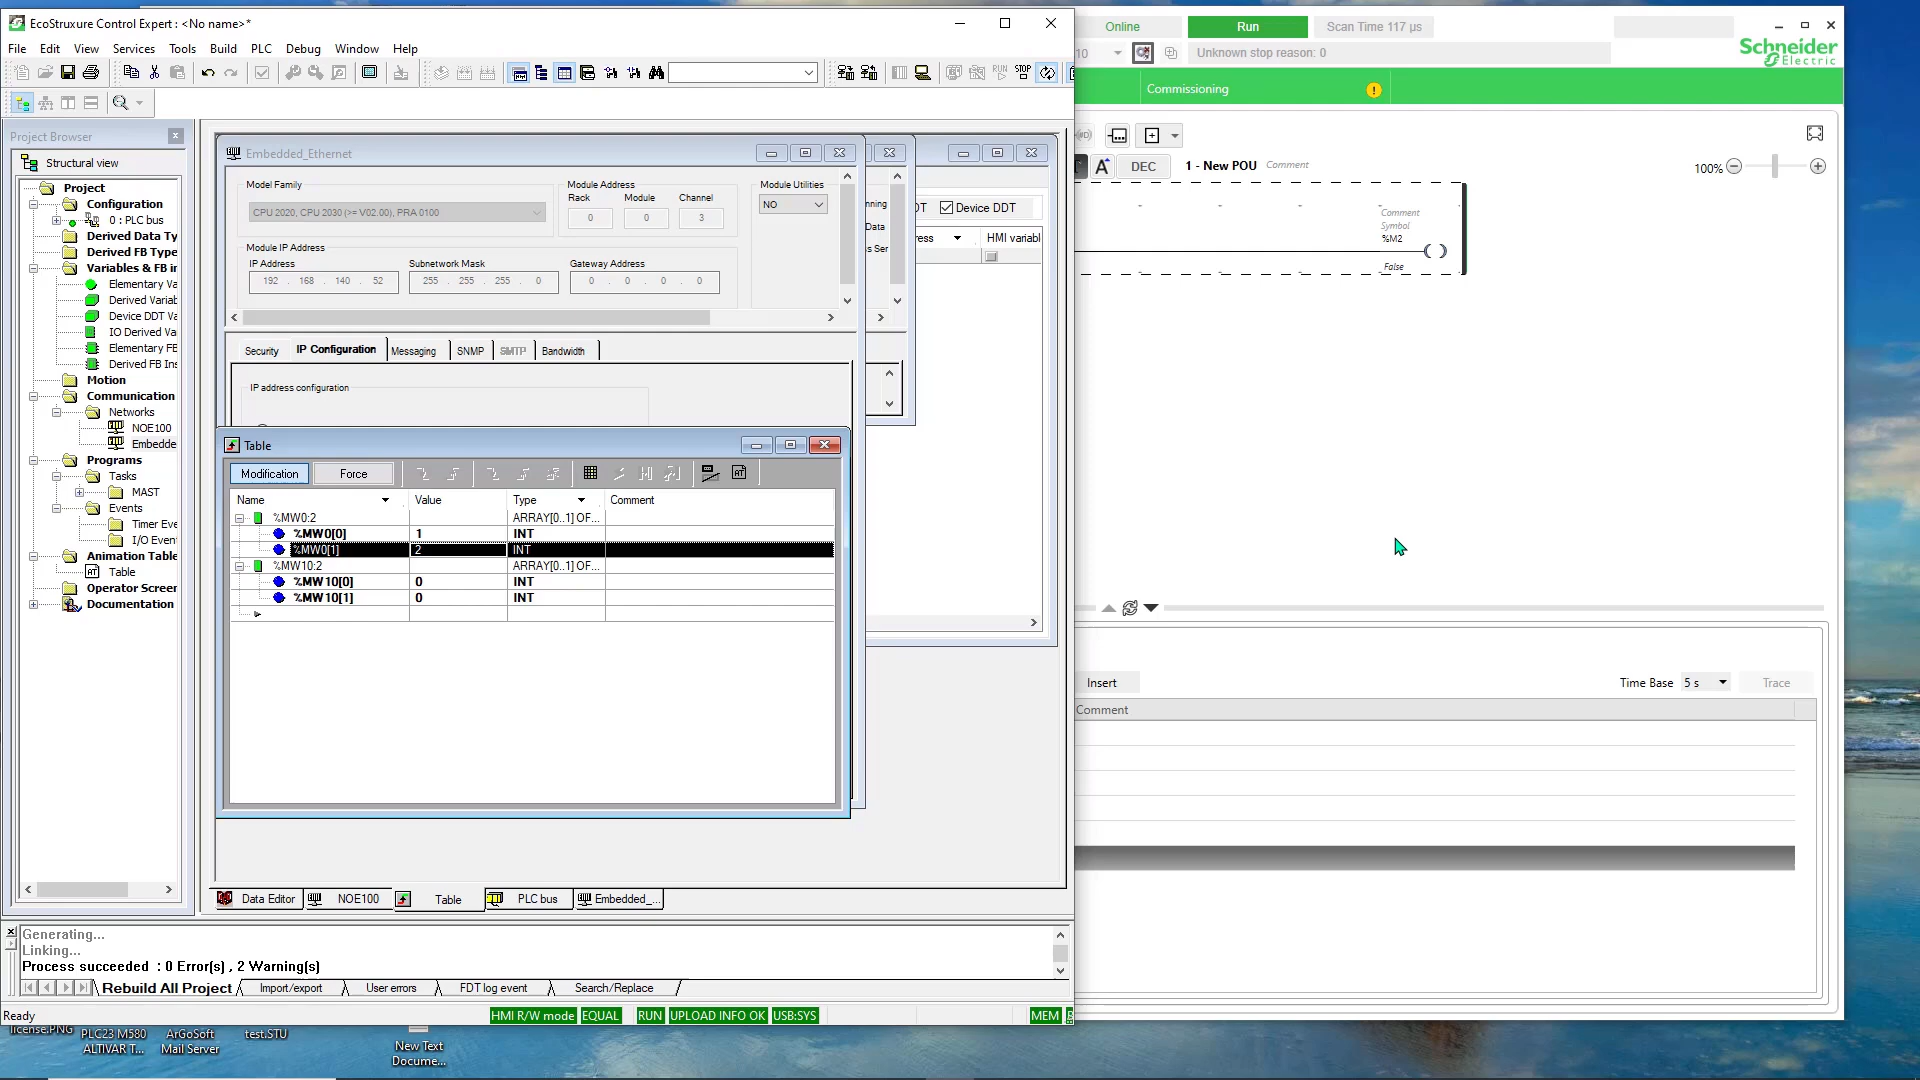 EcoStruxure Control Expert : <No name>*
File Edit View Services Tools Build PLC Debug Window Help
Project Browser
Structural view
Project
Configuration
0 : PLC bus
Derived Data Ty
Derived FB Type
Variables & FB in
Elementary Va
Derived Variab
Device DDT Va
IO Derived Va
Elementary FB
Derived FB Ins
Motion
Communication
Networks
NOE100
Embedde
Programs
Tasks
MAST
Events
Timer Eve
I/O Even
Animation Table
Table
Operator Screen
Documentation
Embedded_Ethernet
Model Family
CPU 2020, CPU 2030 (>= V02.00), PRA 0100
Module Address
Rack Module Channel
0 0 3
Module Utilities
NO
Module IP Address
IP Address Subnetwork Mask Gateway Address
192 . 168 . 140 . 52 255 . 255 . 255 . 0 0 . 0 . 0 . 0
Security IP Configuration Messaging SNMP SMTP Bandwidth
IP address configuration
nning
Data
ss Ser
DT Device DDT
ress HMI variabl
Table
Modification Force
Name Value Type Comment
%MW0:2 ARRAY[0..1] OF...
%MW0[0] 1 INT
%MW0[1] 2 INT
%MW10:2 ARRAY[0..1] OF...
%MW10[0] 0 INT
%MW10[1] 0 INT
Data Editor NOE100 Table PLC bus Embedded_...
Generating...
Linking...
Process succeeded : 0 Error(s) , 2 Warning(s)
Rebuild All Project Import/export User errors FDT log event Search/Replace
Ready HMI R/W mode EQUAL RUN UPLOAD INFO OK USB:SYS MEM
Online Run Scan Time 117 µs
10 Unknown stop reason: 0
Schneider
Electric
Commissioning
DEC 1 - New POU Comment
100%
Comment
Symbol
%M2
False
Insert Time Base 5 s Trace
Comment
license.PNG
PLC23 M580
ALTIVAR T...
ArGoSoft
Mail Server
test.STU
New Text
Docume...